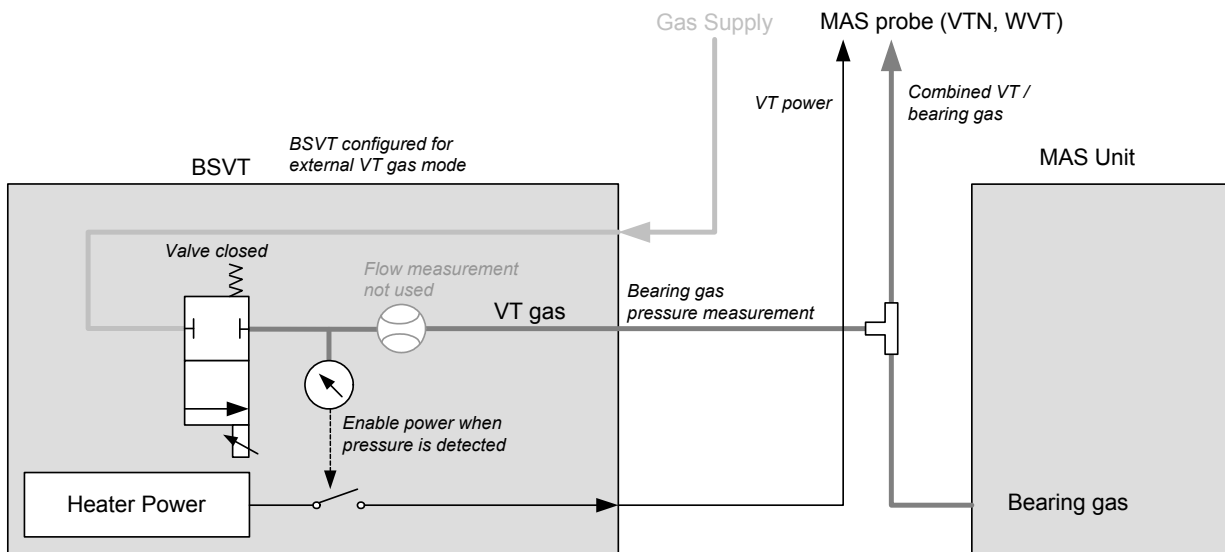 Gas Supply
MAS probe (VTN, WVT)
VT power
Combined VT /
bearing gas
BSVT
BSVT configured for
external VT gas mode
MAS Unit
Valve closed
Flow measurement
not used
VT gas
Bearing gas
pressure measurement
Enable power when
pressure is detected
Heater Power
Bearing gas